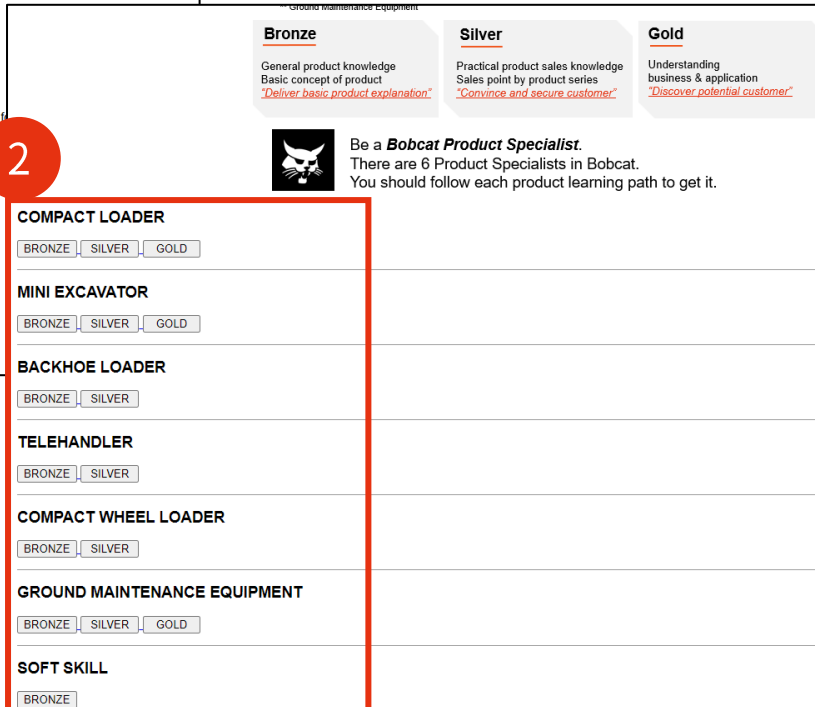 ** Ground Maintenance Equipment
Bronze
General product knowledge
Basic concept of product
"Deliver basic product explanation"
Silver
Practical product sales knowledge
Sales point by product series
"Convince and secure customer"
Gold
Understanding
business & application
"Discover potential customer"
2
Be a Bobcat Product Specialist.
There are 6 Product Specialists in Bobcat.
You should follow each product learning path to get it.
COMPACT LOADER
BRONZE SILVER GOLD
MINI EXCAVATOR
BRONZE SILVER GOLD
BACKHOE LOADER
BRONZE SILVER
TELEHANDLER
BRONZE SILVER
COMPACT WHEEL LOADER
BRONZE SILVER
GROUND MAINTENANCE EQUIPMENT
BRONZE SILVER GOLD
SOFT SKILL
BRONZE